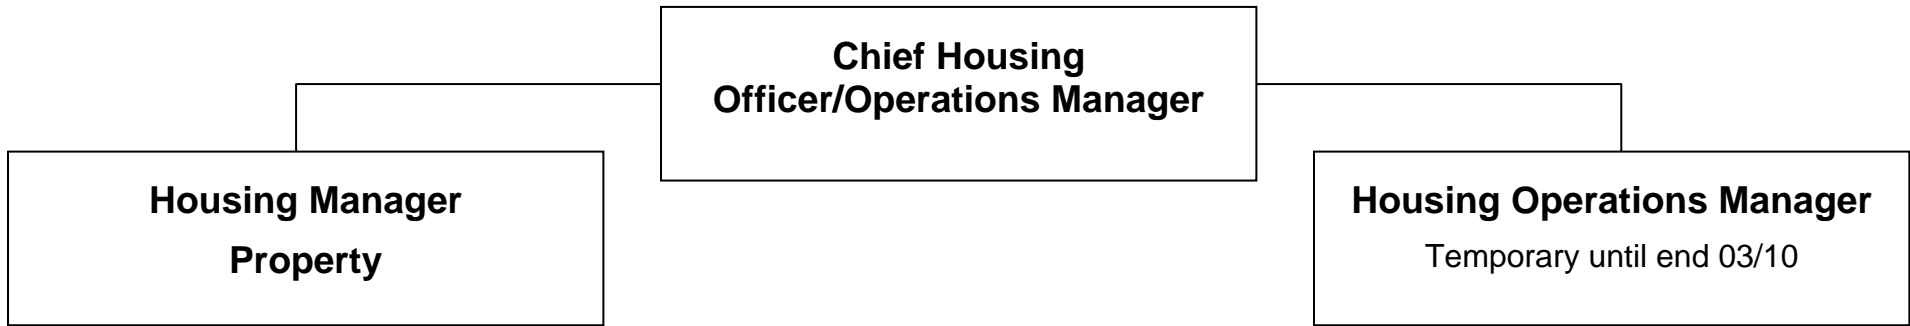 Chief Housing
Officer/Operations Manager
Housing Manager
Property
Housing Operations Manager
Temporary until end 03/10